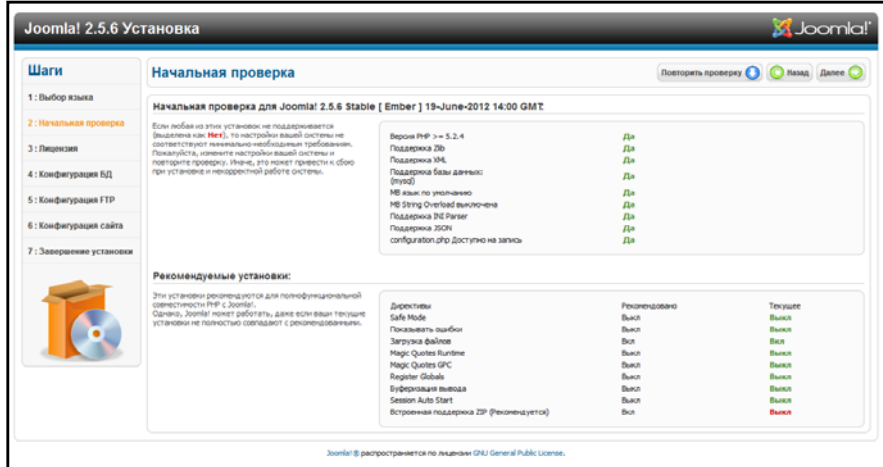 Joomla! 2.5.6 Установка
Joomla!
Шаги
1 : Выбор языка
2 : Начальная проверка
3 : Лицензия
4 : Конфигурация БД
5 : Конфигурация FTP
6 : Конфигурация сайта
7 : Завершение установки
Начальная проверка
Повторить проверку
Назад
Далее
Начальная проверка для Joomla! 2.5.6 Stable [ Ember ] 19-June-2012 14:00 GMT:
Если любая из этих установок не поддерживается
(выделена как Нет), то настройки вашей системы не
соответствуют минимально-необходимым требованиям.
Пожалуйста, измените настройки вашей системы и
повторите проверку. Иначе, это может привести к сбою
при установке и некорректной работе системы.
Версия PHP >= 5.2.4 Да
Поддержка Zlib Да
Поддержка XML Да
Поддержка базы данных:
(mysql) Да
MB язык по умолчанию Да
MB String Overload выключена Да
Поддержка INI Parser Да
Поддержка JSON Да
configuration.php Доступно на запись Да
Рекомендуемые установки:
Эти установки рекомендуются для полнофункциональной
совместимости PHP с Joomla!.
Однако, Joomla! может работать, даже если ваши текущие
установки не полностью совпадают с рекомендованными.
Директивы Рекомендовано Текущее
Safe Mode Выкл Выкл
Показывать ошибки Выкл Выкл
Загрузка файлов Вкл Вкл
Magic Quotes Runtime Выкл Выкл
Magic Quotes GPC Выкл Выкл
Register Globals Выкл Выкл
Буферизация вывода Выкл Выкл
Session Auto Start Выкл Выкл
Встроенная поддержка ZIP (Рекомендуется) Вкл Выкл
Joomla! ® распространяется по лицензии GNU General Public License.